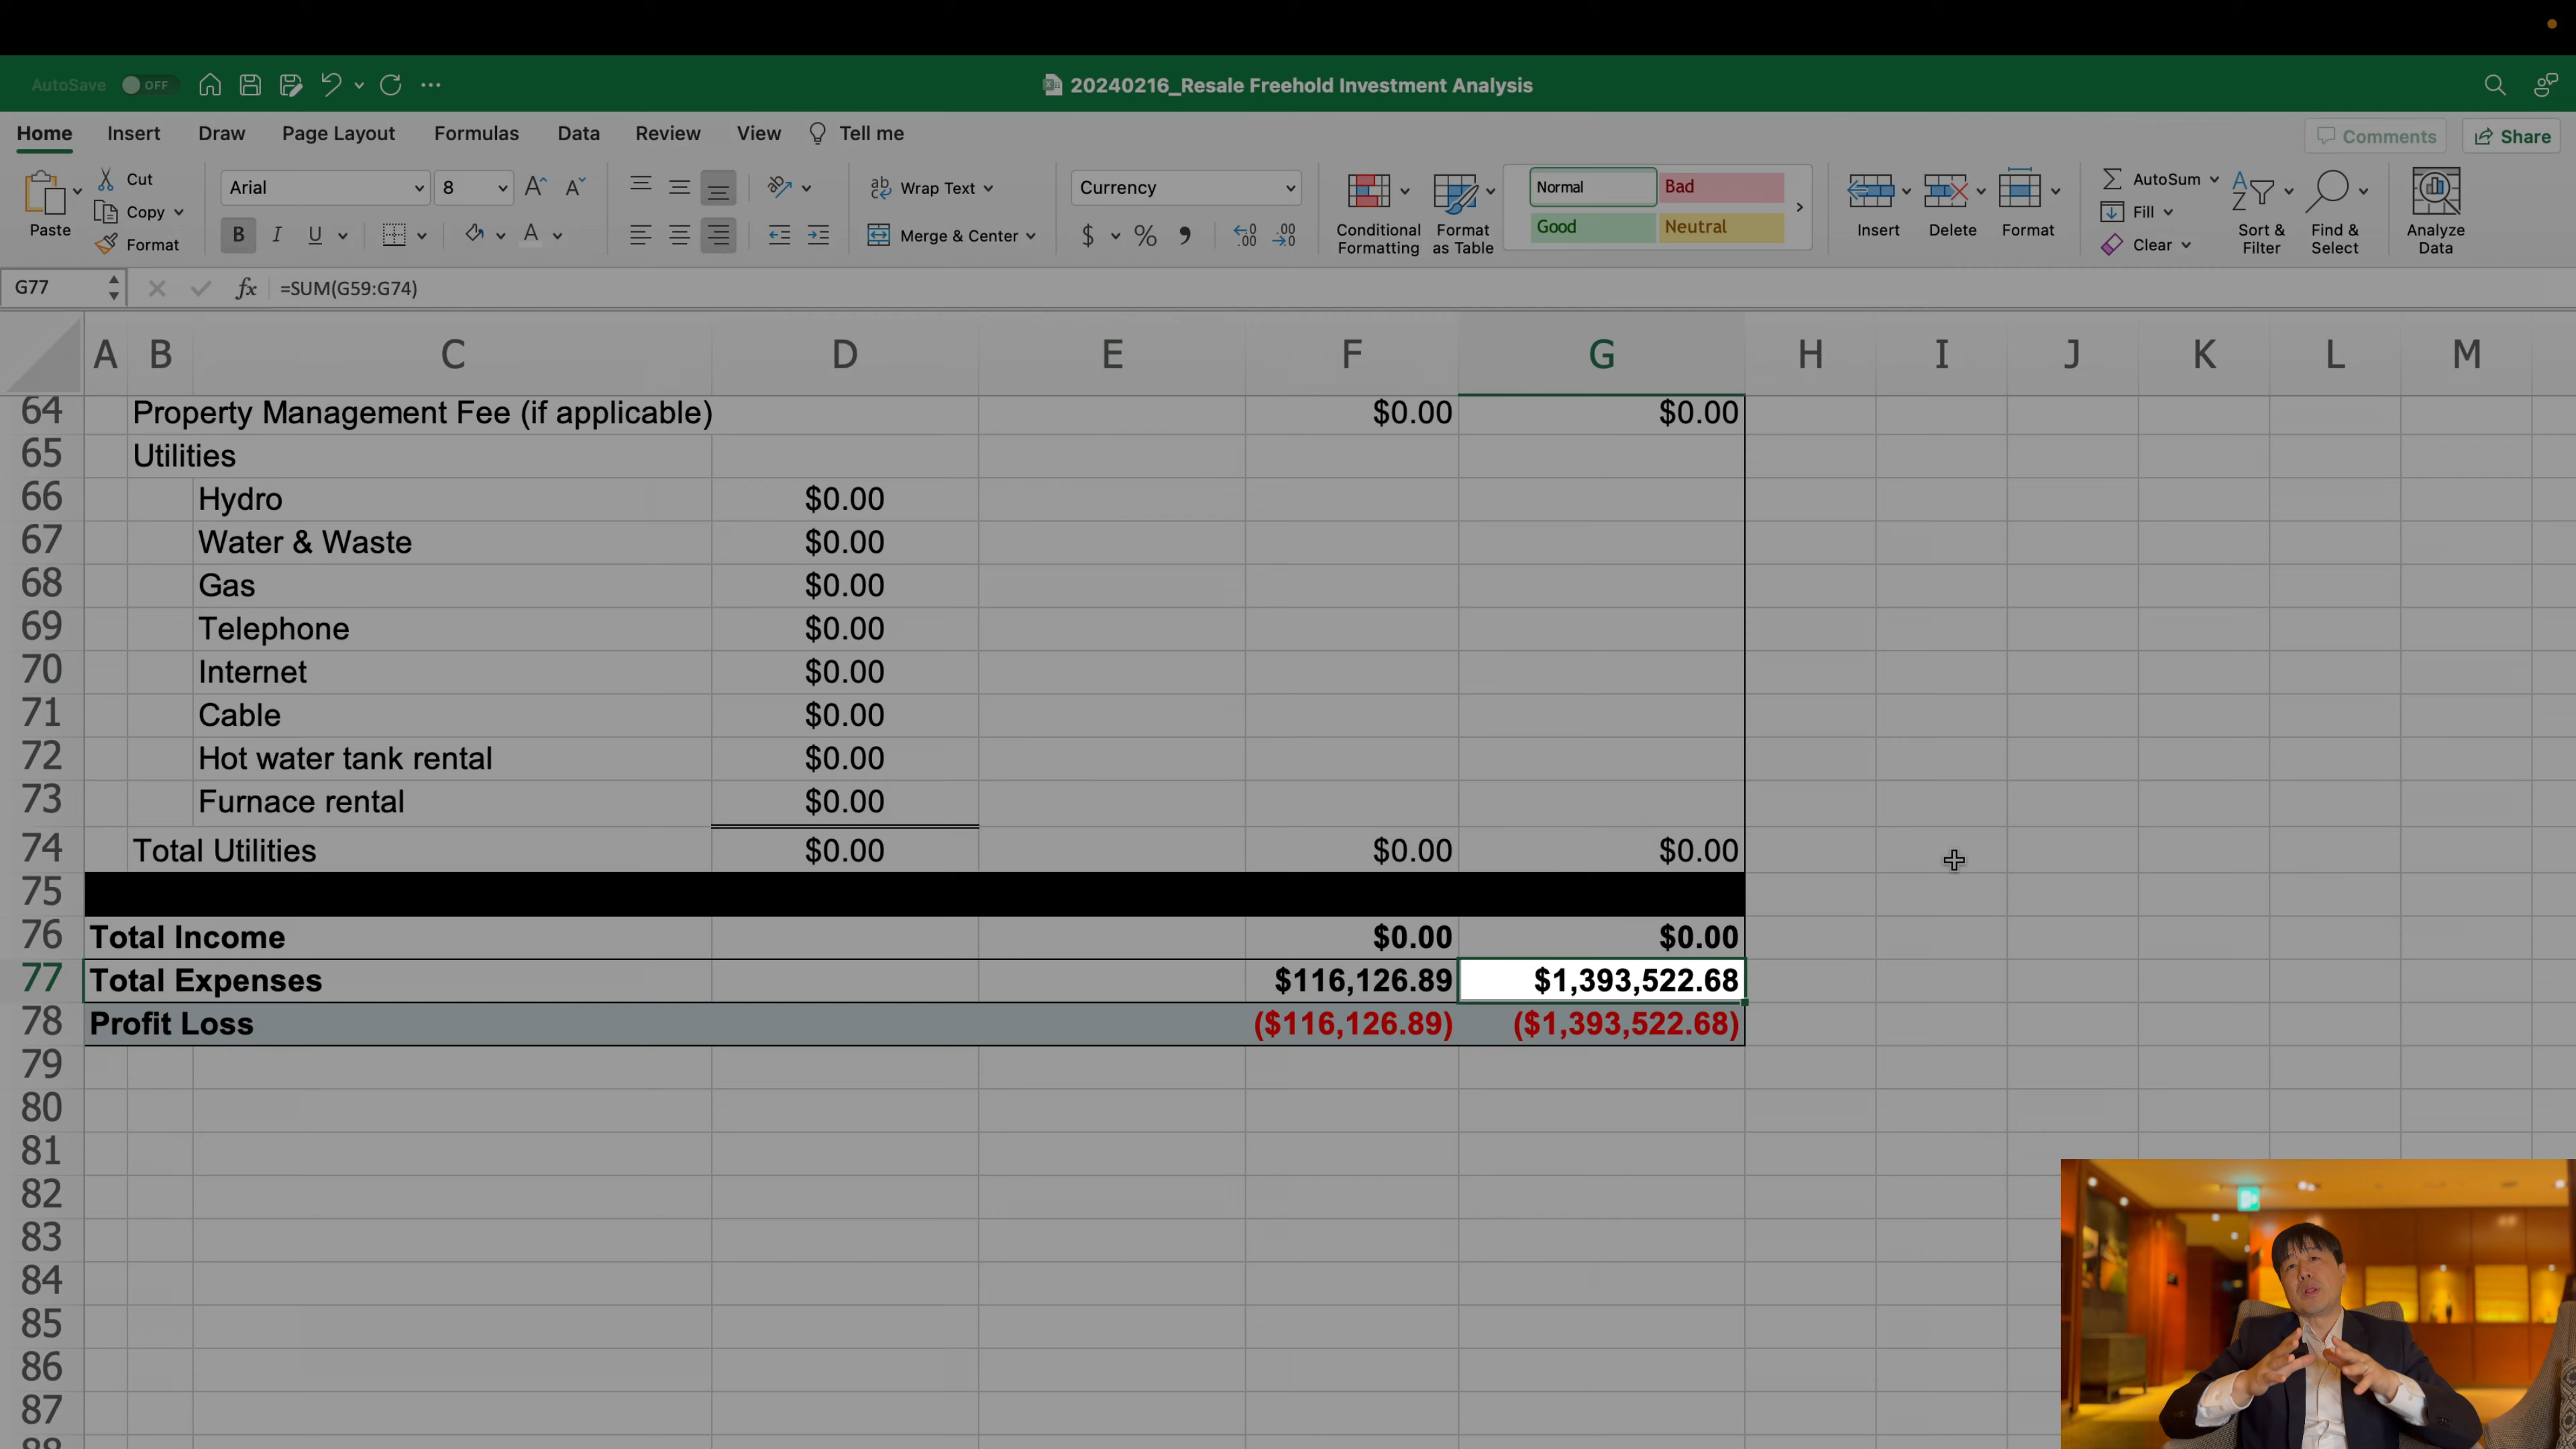 AutoSave OFF 20240216_Resale Freehold Investment Analysis
Home Insert Draw Page Layout Formulas Data Review View Tell me Comments Share
Paste Cut Copy Format
Arial 8 B I U A
Wrap Text Merge & Center
Currency $ % , .00
Conditional Formatting Format as Table
Normal Bad
Good Neutral
Insert Delete Format
AutoSum Fill Clear
Sort & Filter Find & Select Analyze Data
G77 fx =SUM(G59:G74)
A B C D E F G H I J K L M
64 Property Management Fee (if applicable) $0.00 $0.00
65 Utilities
66 Hydro $0.00
67 Water & Waste $0.00
68 Gas $0.00
69 Telephone $0.00
70 Internet $0.00
71 Cable $0.00
72 Hot water tank rental $0.00
73 Furnace rental $0.00
74 Total Utilities $0.00 $0.00 $0.00
75
76 Total Income $0.00 $0.00
77 Total Expenses $116,126.89 $1,393,522.68
78 Profit Loss ($116,126.89) ($1,393,522.68)
79
80
81
82
83
84
85
86
87
88